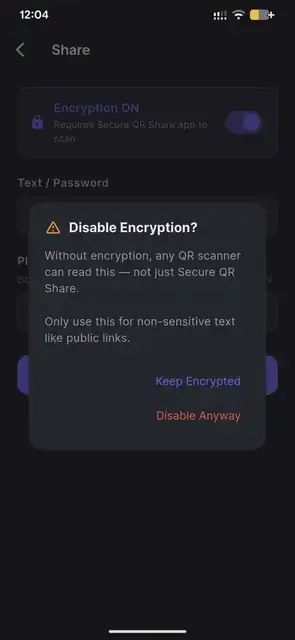 12:04
Share
Encryption ON
Requires Secure QR Share app to
scan
Text / Password
Disable Encryption?
Without encryption, any QR scanner
can read this — not just Secure QR
Share.
Only use this for non-sensitive text
like public links.
Keep Encrypted
Disable Anyway